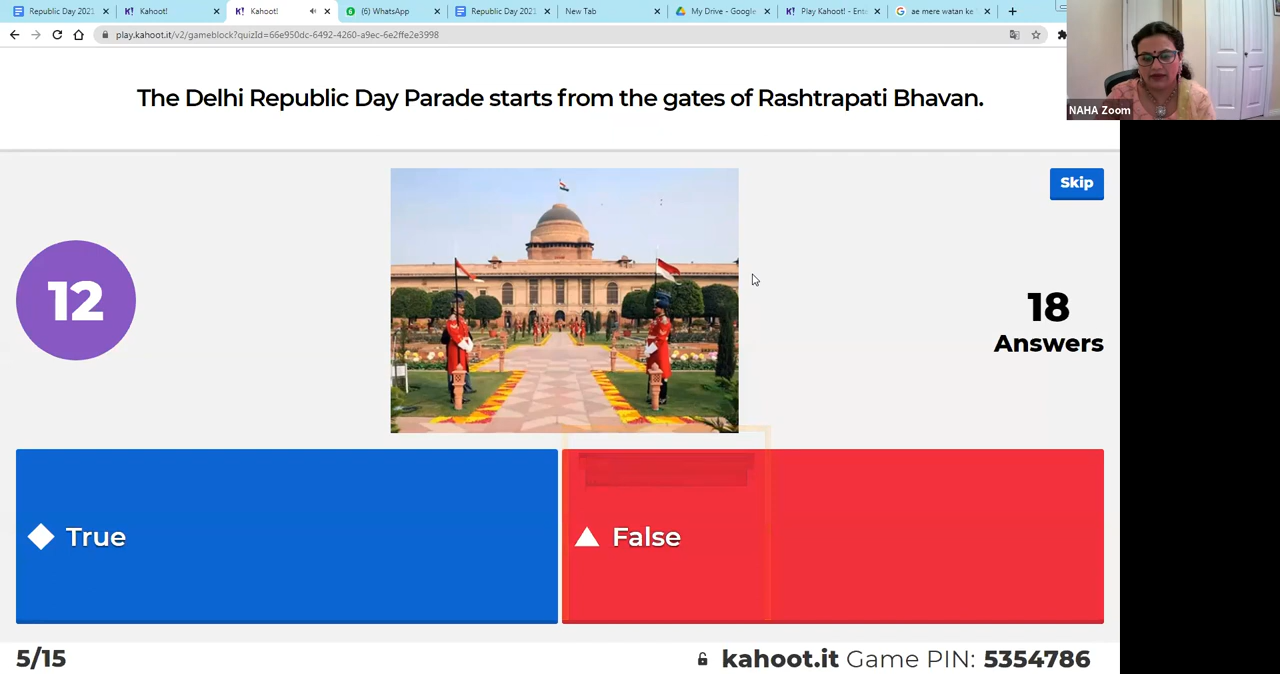 Republic Day 2021
Kahoot!
Kahoot!
(6) WhatsApp
Republic Day 2021
New Tab
My Drive - Google
Play Kahoot! - Ent
ae mere watan ke
play.kahoot.it/v2/gameblock?quizId=66e950dc-6492-4260-a9ec-6e2ffe2e3998
NAHA Zoom
The Delhi Republic Day Parade starts from the gates of Rashtrapati Bhavan.
Skip
12
18
Answers
True
False
5/15
kahoot.it Game PIN: 5354786